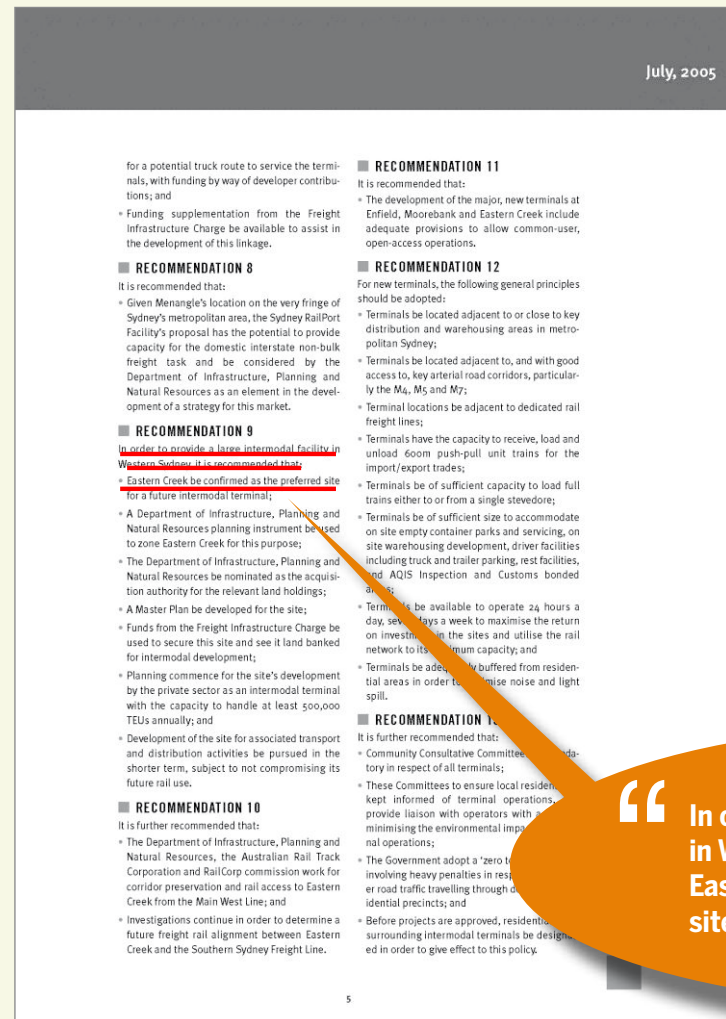 July, 2005
for a potential truck route to service the termi-
nals, with funding by way of developer contribu-
tions; and
• Funding supplementation from the Freight
Infrastructure Charge be available to assist in
the development of this linkage.
RECOMMENDATION 8
It is recommended that:
• Given Menangle's location on the very fringe of
Sydney's metropolitan area, the Sydney RailPort
Facility's proposal has the potential to provide
capacity for the domestic interstate non-bulk
freight task and be considered by the
Department of Infrastructure, Planning and
Natural Resources as an element in the devel-
opment of a strategy for this market.
RECOMMENDATION 9
In order to provide a large intermodal facility in
Western Sydney, it is recommended that:
• Eastern Creek be confirmed as the preferred site
for a future intermodal terminal;
• A Department of Infrastructure, Planning and
Natural Resources planning instrument be used
to zone Eastern Creek for this purpose;
• The Department of Infrastructure, Planning and
Natural Resources be nominated as the acquisi-
tion authority for the relevant land holdings;
• A Master Plan be developed for the site;
• Funds from the Freight Infrastructure Charge be
used to secure this site and see it land banked
for intermodal development;
• Planning commence for the site's development
by the private sector as an intermodal terminal
with the capacity to handle at least 500,000
TEUs annually; and
• Development of the site for associated transport
and distribution activities be pursued in the
shorter term, subject to not compromising its
future rail use.
RECOMMENDATION 10
It is further recommended that:
• The Department of Infrastructure, Planning and
Natural Resources, the Australian Rail Track
Corporation and RailCorp commission work for
corridor preservation and rail access to Eastern
Creek from the Main West Line; and
• Investigations continue in order to determine a
future freight rail alignment between Eastern
Creek and the Southern Sydney Freight Line.
RECOMMENDATION 11
It is recommended that:
• The development of the major, new terminals at
Enfield, Moorebank and Eastern Creek include
adequate provisions to allow common-user,
open-access operations.
RECOMMENDATION 12
For new terminals, the following general principles
should be adopted:
• Terminals be located adjacent to or close to key
distribution and warehousing areas in metro-
politan Sydney;
• Terminals be located adjacent to, and with good
access to, key arterial road corridors, particular-
ly the M4, M5 and M7;
• Terminal locations be adjacent to dedicated rail
freight lines;
• Terminals have the capacity to receive, load and
unload 600m push-pull unit trains for the
import/export trades;
• Terminals be of sufficient capacity to load full
trains either to or from a single stevedore;
• Terminals be of sufficient size to accommodate
on site empty container parks and servicing, on
site warehousing development, driver facilities
including truck and trailer parking, rest facilities,
and AQIS Inspection and Customs bonded
• be available to operate 24 hours a
day, days a week to maximise the return
on in the sites and utilise the rail
network to its capacity; and
• Terminals be buffered from residen-
tial areas in order noise and light
spill.
RECOMMENDATION
It is further recommended that:
• Community Consultative
tory in respect of all terminals;
• These Committees to ensure local
kept informed of terminal operations,
provide liaison with operators with
minimising the environmental
nal operations;
• The Government adopt a 'zero
involving heavy penalties in
er road traffic travelling through
idential precincts; and
• Before projects are approved,
surrounding intermodal terminals be
ed in order to give effect to this policy.
“ In
in
site
5